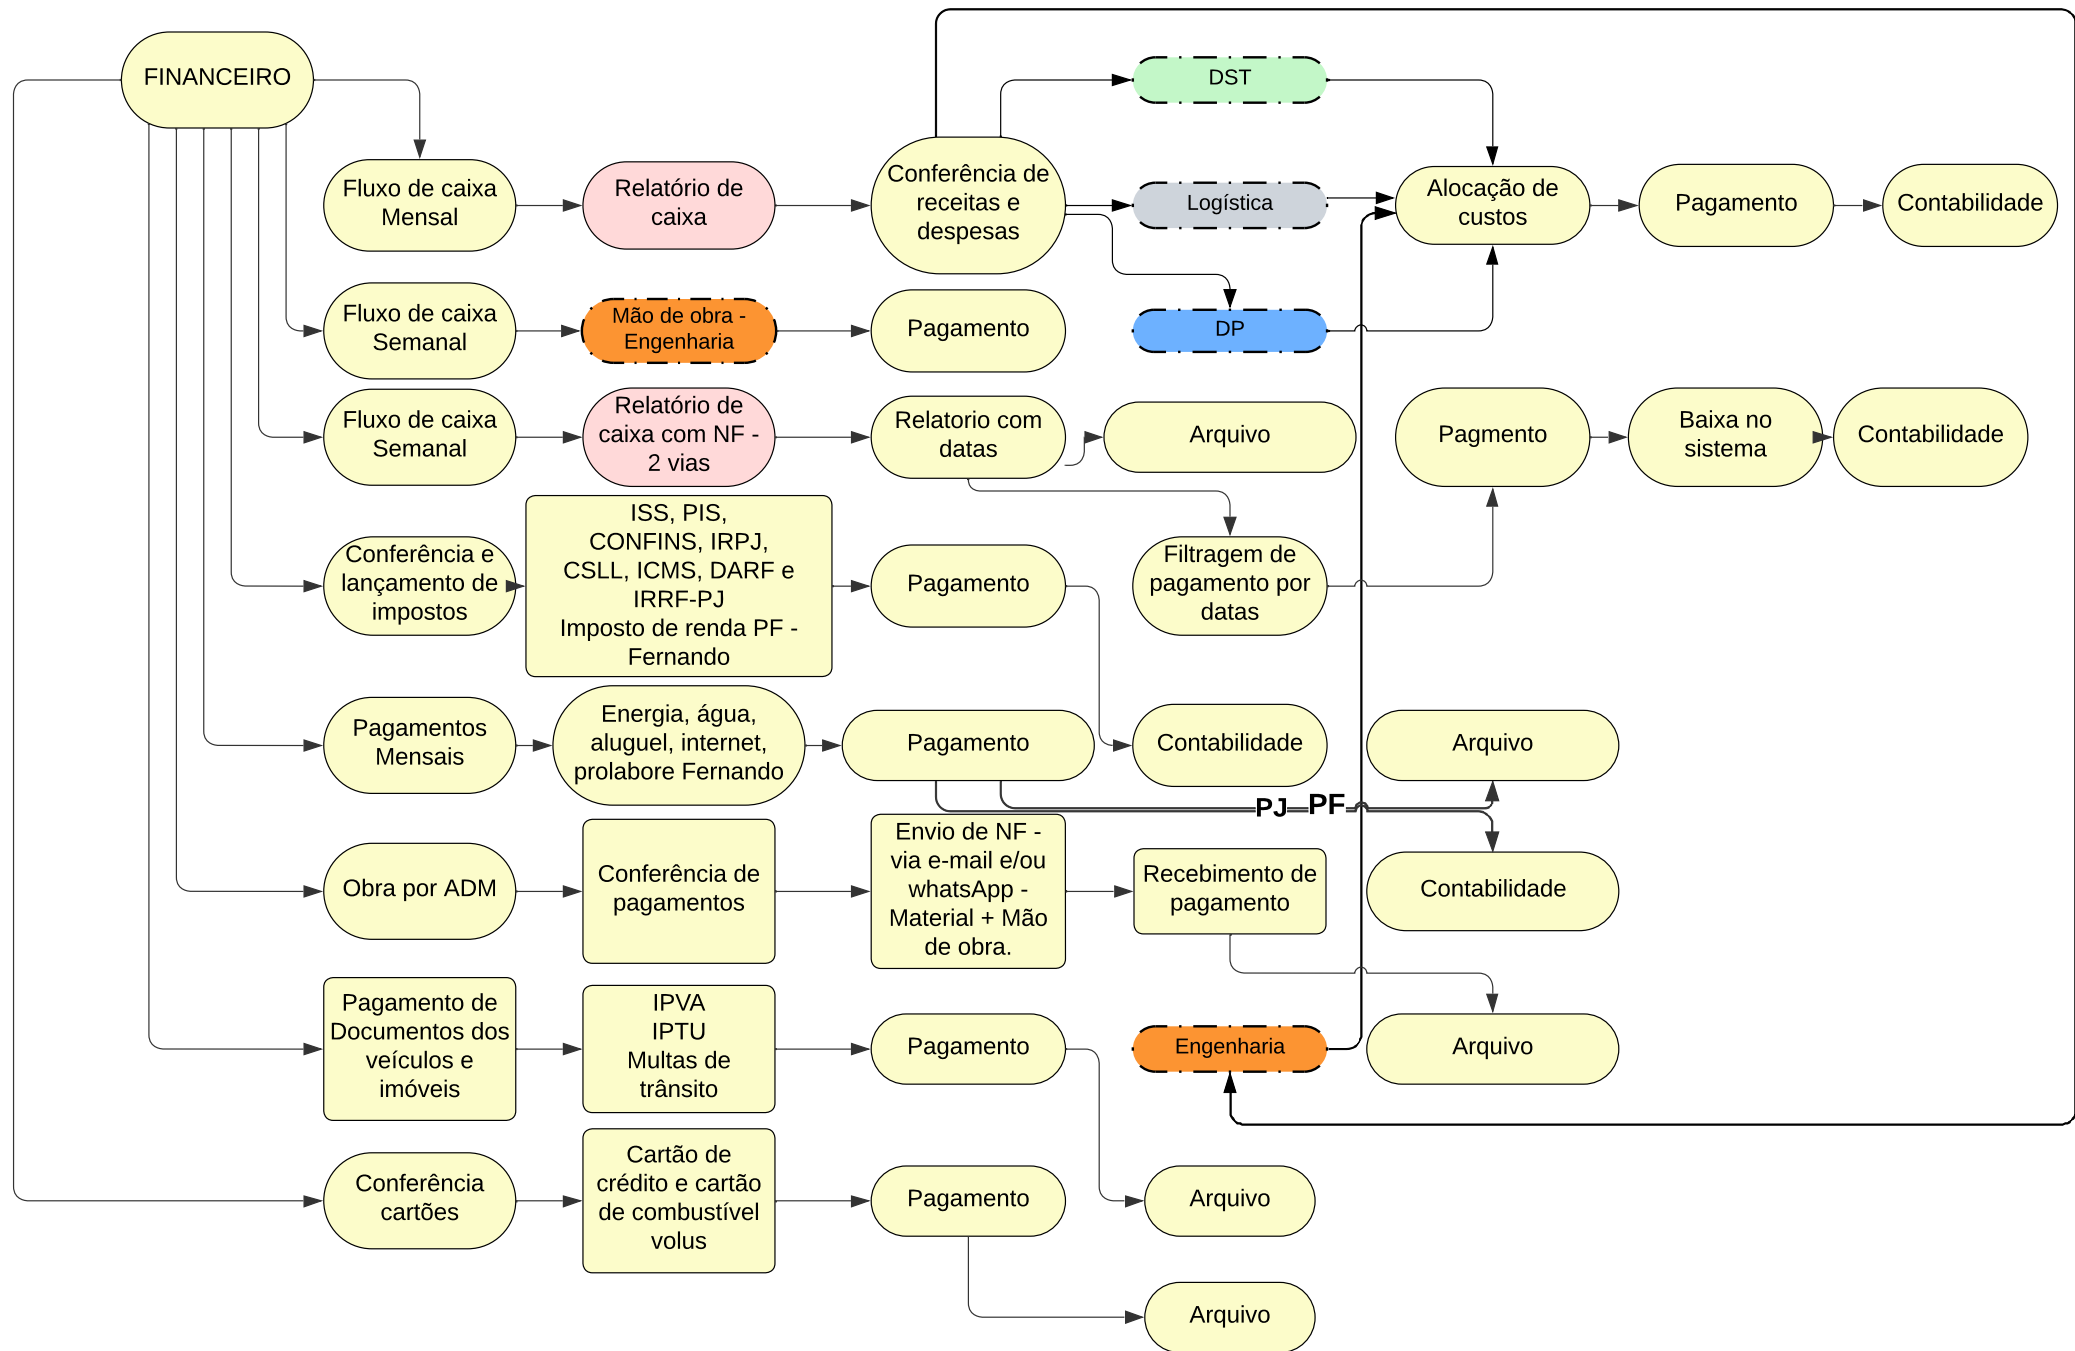 FINANCEIRO
DST
Fluxo de caixa
Mensal
Relatório de
caixa
Conferência de
receitas e
despesas
Logística
Alocação de
custos
Pagamento
Contabilidade
Fluxo de caixa
Semanal
Mão de obra -
Engenharia
Pagamento
DP
Fluxo de caixa
Semanal
Relatório de
caixa com NF -
2 vias
Relatorio com
datas
Arquivo
Pagmento
Baixa no
sistema
Contabilidade
Conferência e
lançamento de
impostos
ISS, PIS,
CONFINS, IRPJ,
CSLL, ICMS, DARF e
IRRF-PJ
Imposto de renda PF -
Fernando
Pagamento
Filtragem de
pagamento por
datas
Pagamentos
Mensais
Energia, água,
aluguel, internet,
prolabore Fernando
Pagamento
Contabilidade
Arquivo
PJ
PF
Obra por ADM
Conferência de
pagamentos
Envio de NF -
via e-mail e/ou
whatsApp -
Material + Mão
de obra.
Recebimento de
pagamento
Contabilidade
Pagamento de
Documentos dos
veículos e
imóveis
IPVA
IPTU
Multas de
trânsito
Pagamento
Engenharia
Arquivo
Conferência
cartões
Cartão de
crédito e cartão
de combustível
volus
Pagamento
Arquivo
Arquivo